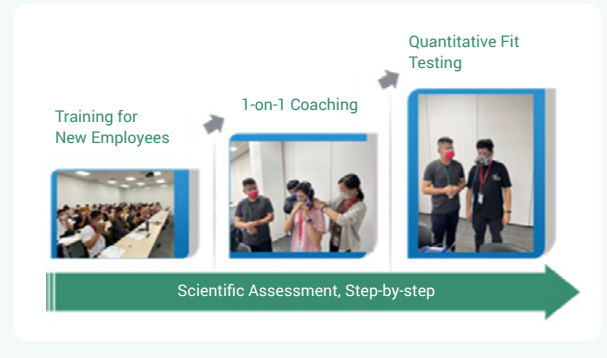 Training for
New Employees
1-on-1 Coaching
Quantitative Fit
Testing
Scientific Assessment, Step-by-step